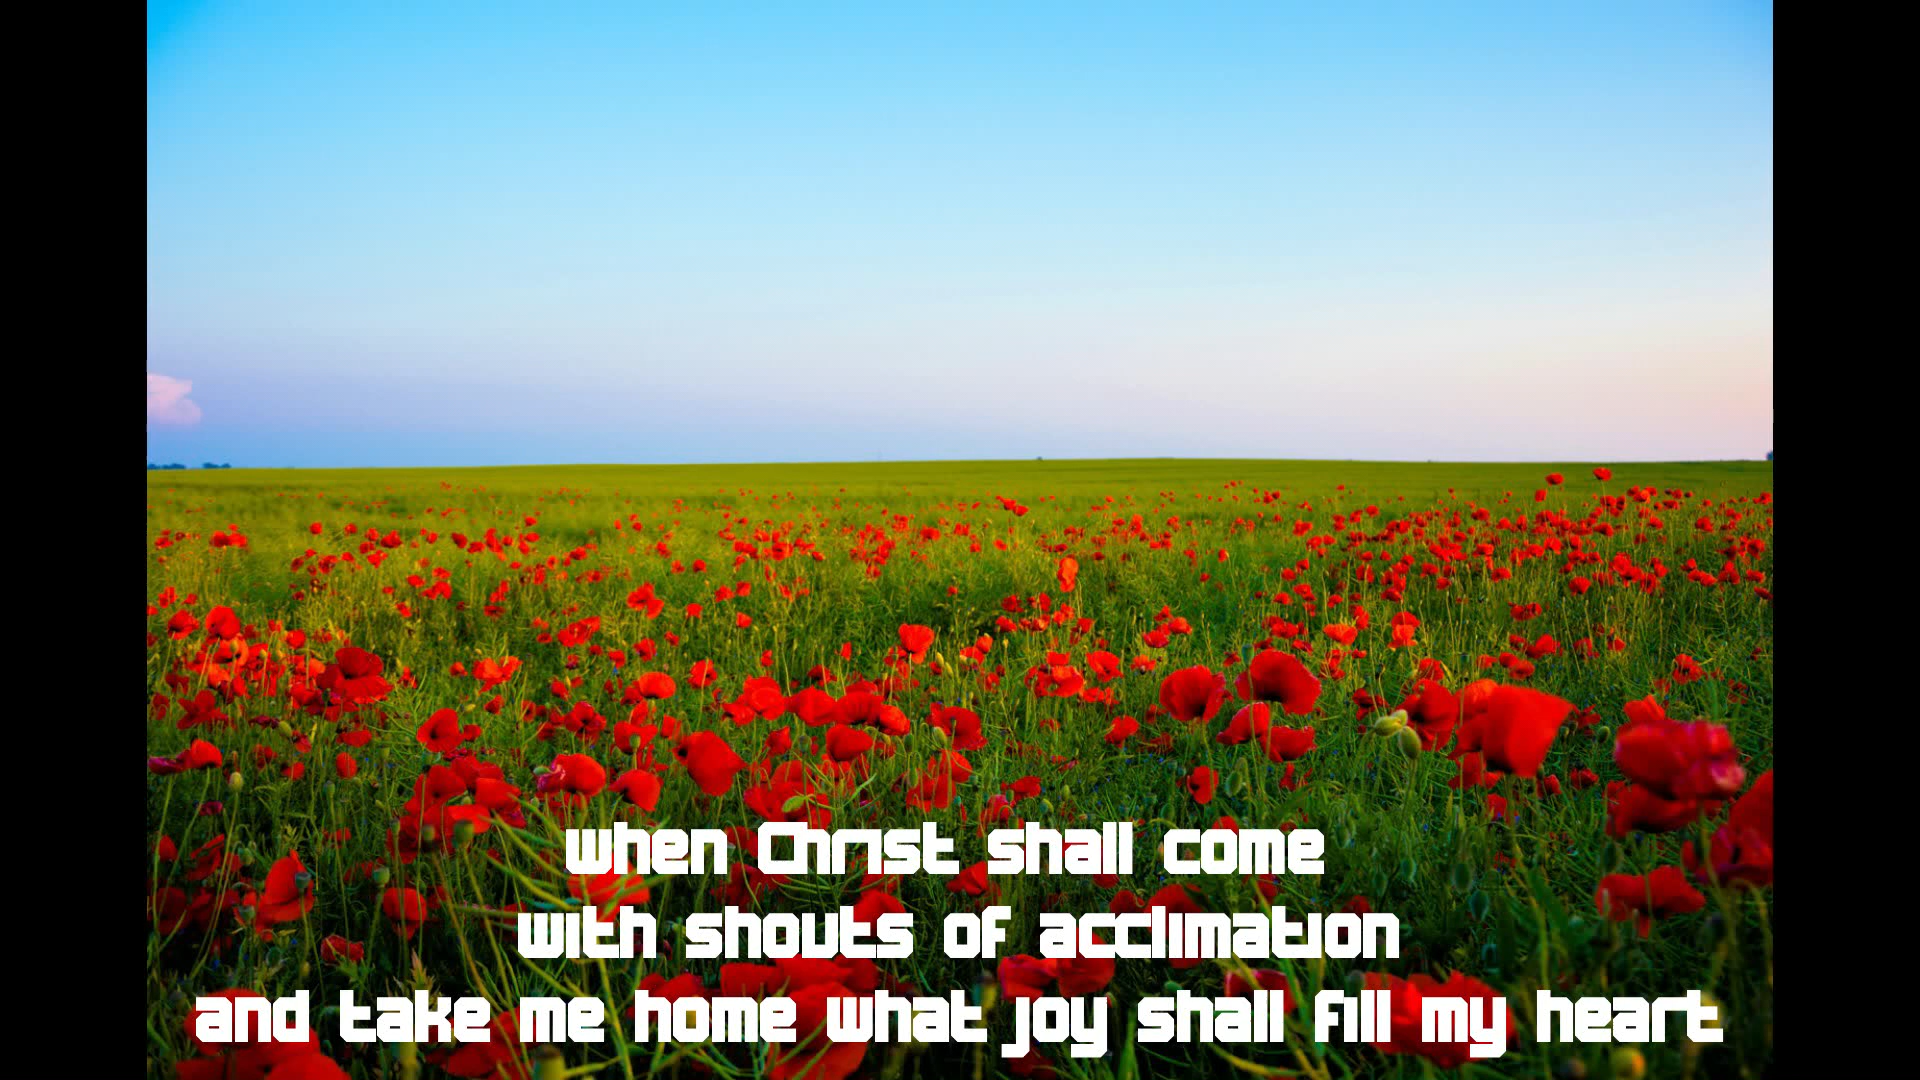 when Christ shall come
with shouts of acclimation
and take me home what joy shall fill my heart